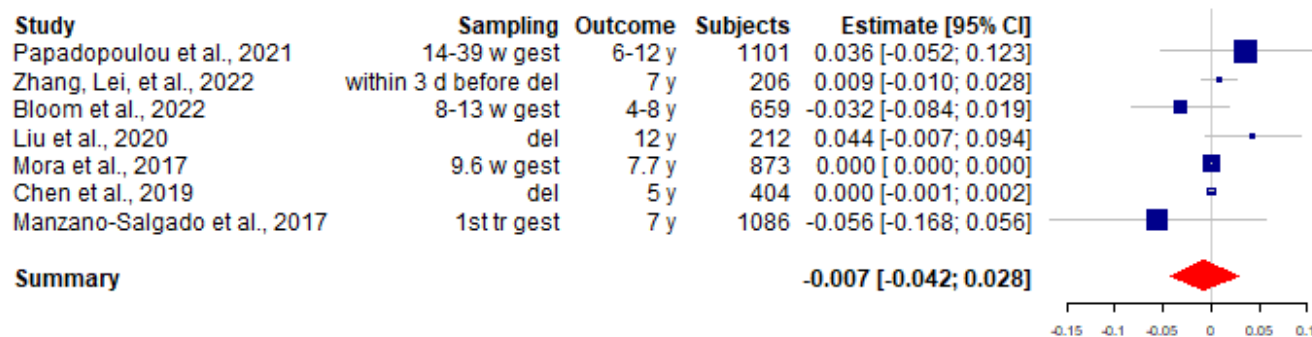 Study Sampling Outcome Subjects Estimate [95% CI]
Papadopoulou et al., 2021 14-39 w gest 6-12 y 1101 0.036 [-0.052; 0.123]
Zhang, Lei, et al., 2022 within 3 d before del 7 y 206 0.009 [-0.010; 0.028]
Bloom et al., 2022 8-13 w gest 4-8 y 659 -0.032 [-0.084; 0.019]
Liu et al., 2020 del 12 y 212 0.044 [-0.007; 0.094]
Mora et al., 2017 9.6 w gest 7.7 y 873 0.000 [ 0.000; 0.000]
Chen et al., 2019 del 5 y 404 0.000 [-0.001; 0.002]
Manzano-Salgado et al., 2017 1st tr gest 7 y 1086 -0.056 [-0.168; 0.056]
Summary -0.007 [-0.042; 0.028]
-0.15 -0.1 -0.05 0 0.05 0.1